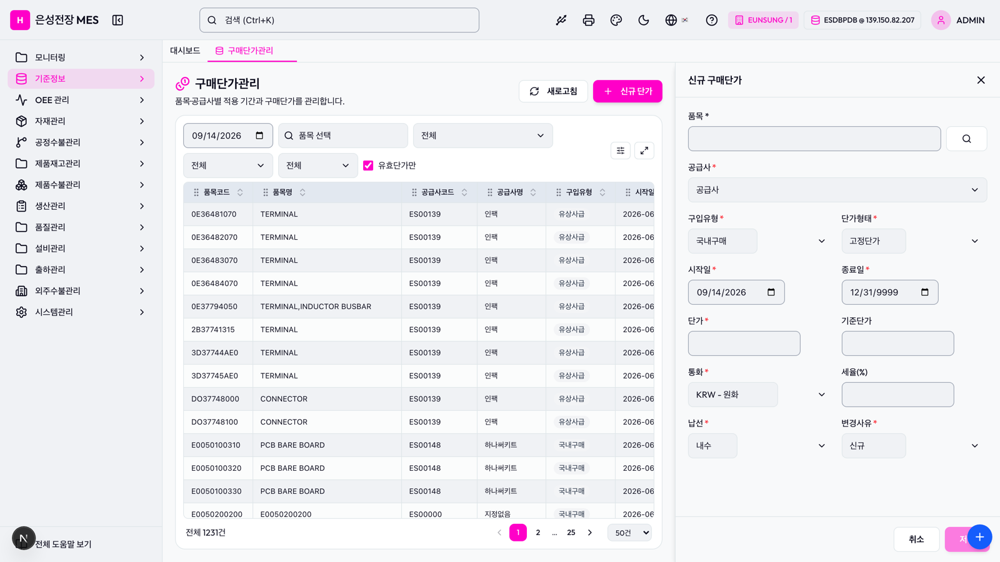 H 은성전장 MES
검색 (Ctrl+K)
EUNSUNG / 1
ESDBPDB @ 139.150.82.207
ADMIN
모니터링
기준정보
OEE 관리
자재관리
공정수불관리
제품재고관리
제품수불관리
생산관리
품질관리
설비관리
출하관리
외주수불관리
시스템관리
N
전체 도움말 보기
대시보드
구매단가관리
구매단가관리
품목·공급사별 적용 기간과 구매단가를 관리합니다.
새로고침
신규 단가
09/14/2026
품목 선택
전체
전체
전체
유효단가만
품목코드 품목명 공급사코드 공급사명 구입유형 시작일
0E36481070 TERMINAL ES00139 인팩 유상사급 2026-06
0E36482070 TERMINAL ES00139 인팩 유상사급 2026-06
0E36483070 TERMINAL ES00139 인팩 유상사급 2026-06
0E36484070 TERMINAL ES00139 인팩 유상사급 2026-06
0E37794050 TERMINAL,INDUCTOR BUSBAR ES00139 인팩 유상사급 2026-06
2B37741315 TERMINAL ES00139 인팩 유상사급 2026-06
3D37744AE0 TERMINAL ES00139 인팩 유상사급 2026-06
3D37745AE0 TERMINAL ES00139 인팩 유상사급 2026-06
DO37748000 CONNECTOR ES00139 인팩 유상사급 2026-06
DO37748100 CONNECTOR ES00139 인팩 유상사급 2026-06
E0050100310 PCB BARE BOARD ES00148 하나써키트 국내구매 2026-06
E0050100320 PCB BARE BOARD ES00148 하나써키트 국내구매 2026-06
E0050100330 PCB BARE BOARD ES00148 하나써키트 국내구매 2026-06
E0050200200 E0050200200 ES00000 지정없음 국내구매 2026-06
전체 1231건
1 2 ... 25
50건
신규 구매단가
품목 *
공급사*
공급사
구입유형* 단가형태*
국내구매 고정단가
시작일* 종료일*
09/14/2026 12/31/9999
단가* 기준단가
통화* 세율(%)
KRW - 원화
납선* 변경사유*
내수 신규
취소